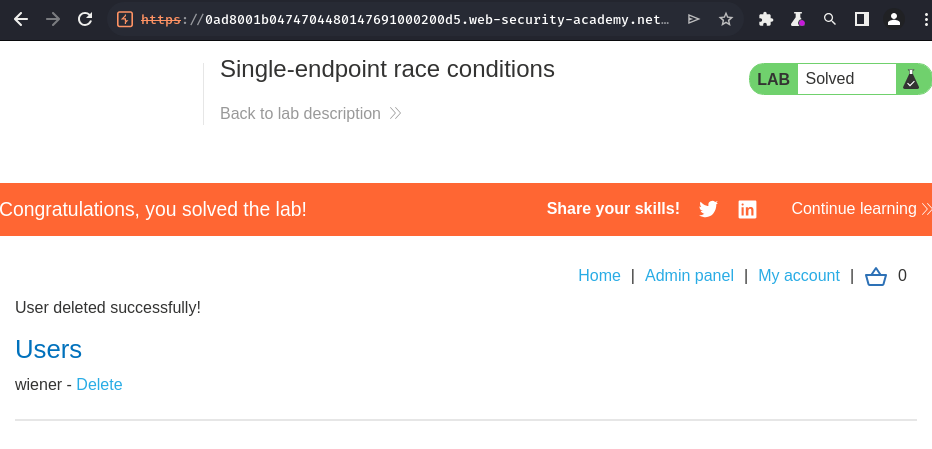 https://0ad8001b0474704480147691000200d5.web-security-academy.net…
Single-endpoint race conditions
LAB Solved
Back to lab description
Congratulations, you solved the lab! Share your skills! Continue learning
Home | Admin panel | My account | 0
User deleted successfully!
Users
wiener - Delete